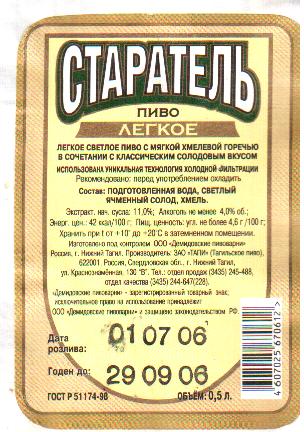 СТАРАТЕЛЬ
ПИВО
ЛЕГКОЕ
ЛЕГКОЕ СВЕТЛОЕ ПИВО С МЯГКОЙ ХМЕЛЕВОЙ ГОРЕЧЬЮ
В СОЧЕТАНИИ С КЛАССИЧЕСКИМ СОЛОДОВЫМ ВКУСОМ
ИСПОЛЬЗОВАНА УНИКАЛЬНАЯ ТЕХНОЛОГИЯ ХОЛОДНОЙ ФИЛЬТРАЦИИ
Рекомендовано: перед употреблением охладить
Состав: ПОДГОТОВЛЕННАЯ ВОДА, СВЕТЛЫЙ
ЯЧМЕННЫЙ СОЛОД, ХМЕЛЬ.
Экстракт. нач. сусла: 11,0%; Алкоголь не менее 4,0% об.;
Энерг. цен.: 42 ккал/100 гр; Пищ. ценность: угл. не более 4,6 г/100 г;
Хранить при t от +10° до +20°С в затемненном помещении.
Изготовлено под контролем ООО «Демидовские пивоварни»
Россия, г. Нижний Тагил. Производитель: ЗАО «ТАПИ» (Тагильское пиво),
622001, Россия, Свердловская обл., г. Нижний Тагил,
ул. Краснознамённая, 130 "В". Тел.: отдел продаж (3435) 245-488,
отдел качества (3435) 244-647(228).
«Демидовские пивоварни» - зарегистрированный товарный знак;
исключительное право на использование принадлежит
ООО «Демидовские пивоварни» и защищено законодательством РФ.
Дата
розлива:
01 07 06
Годен до:
29 09 06
ГОСТ Р 51174-98
ОБЪЕМ: 0,5 л.
4 607025 670612